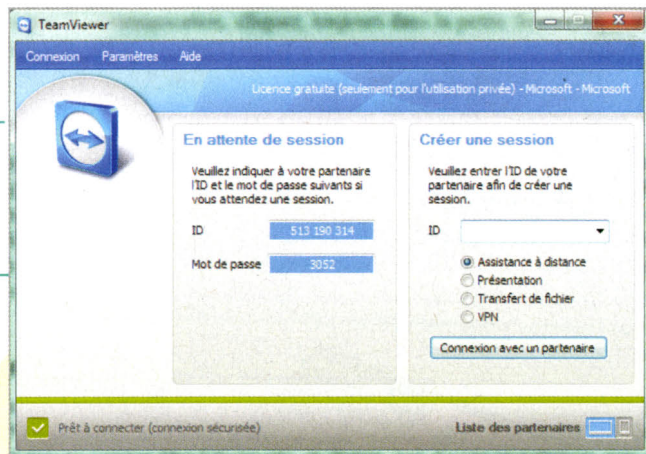 TeamViewer
Connexion Paramètres Aide
Licence gratuite (seulement pour l'utilisation privée) - Microsoft - Microsoft
En attente de session
Veuillez indiquer à votre partenaire
l'ID et le mot de passe suivants si
vous attendez une session.
ID 513 190 314
Mot de passe 3052
Créer une session
Veuillez entrer l'ID de votre
partenaire afin de créer une
session.
ID
Assistance à distance
Présentation
Transfert de fichier
VPN
Connexion avec un partenaire
Prêt à connecter (connexion sécurisée)
Liste des partenaires